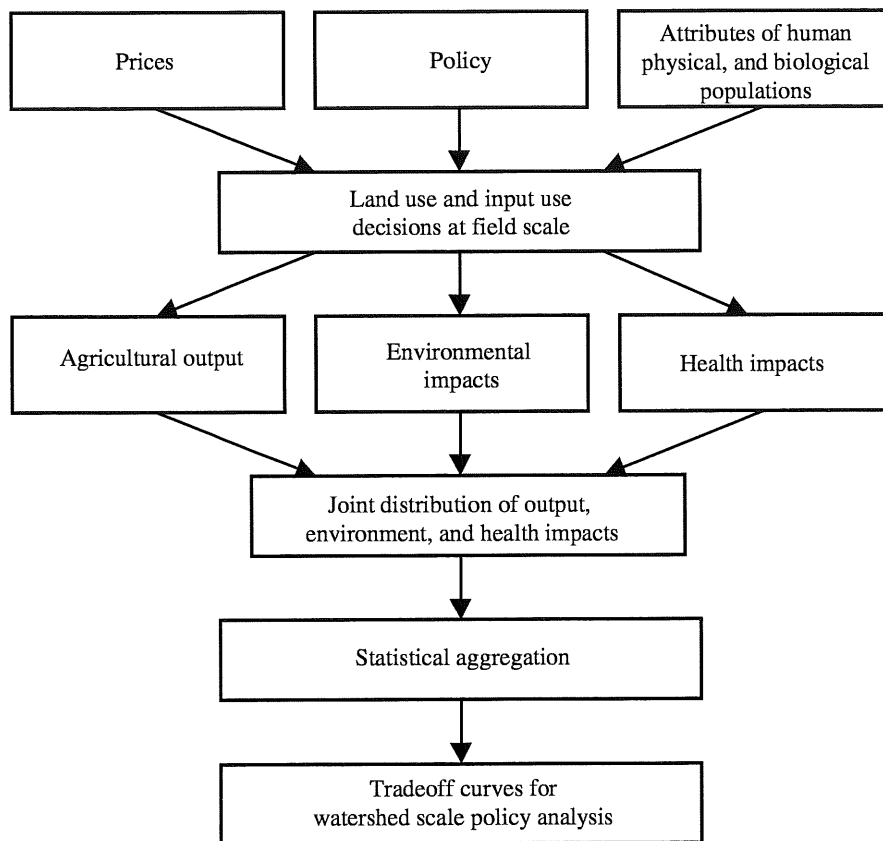 Prices
Policy
Attributes of human
physical, and biological
populations
Land use and input use
decisions at field scale
Agricultural output
Environmental
impacts
Health impacts
Joint distribution of output,
environment, and health impacts
Statistical aggregation
Tradeoff curves for
watershed scale policy analysis